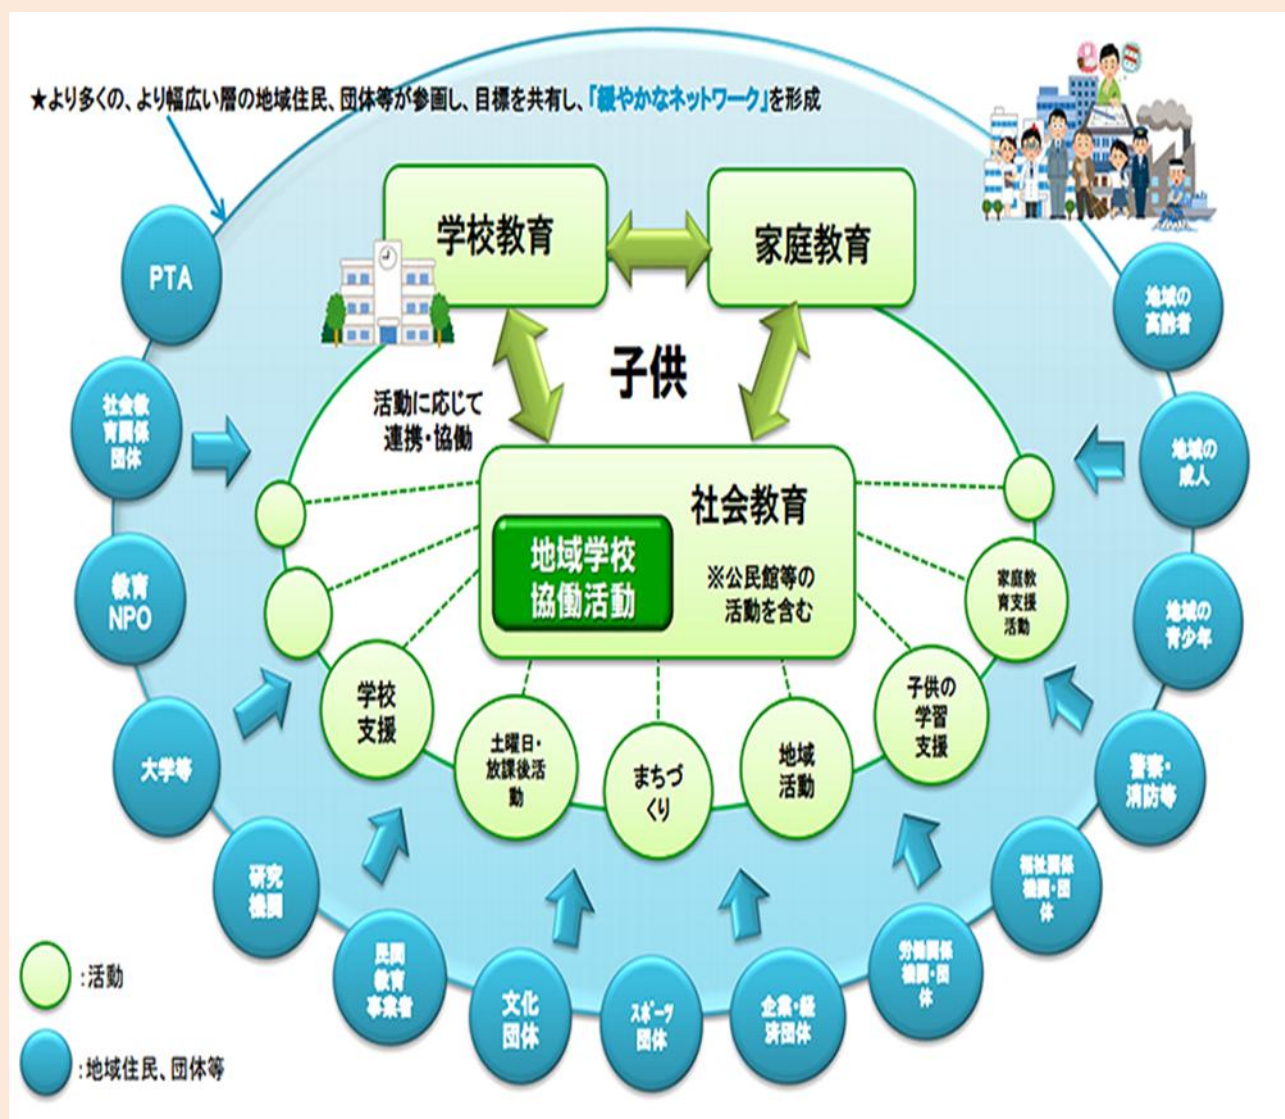 ★より多くの、より幅広い層の地域住民、団体等が参画し、目標を共有し、「緩やかなネットワーク」を形成
学校教育
家庭教育
子供
活動に応じて
連携・協働
社会教育
地域学校
協働活動
※公民館等の
活動を含む
学校
支援
土曜日・
放課後活
動
まちづ
くり
地域
活動
子供の
学習
支援
家庭教
育支援
活動
PTA
社会教
育関係
団体
教育
NPO
大学等
研究
機関
民間
教育
事業者
文化
団体
スポーツ
団体
企業・経
済団体
労働関係
機関・団
体
福祉関係
機関・団
体
警察・
消防等
地域の
青少年
地域の
成人
地域の
高齢者
：活動
：地域住民、団体等